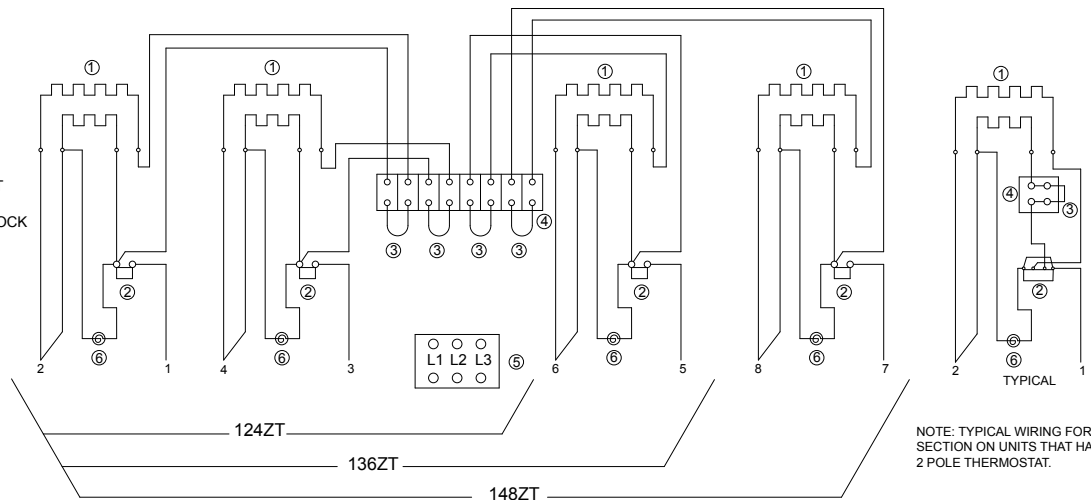 ① ① ① ① ①
OCK
④ ③
③ ③ ③ ③ ④
② ② ② ② ②
L1 L2 L3 ⑤
⑥ ⑥ ⑥ ⑥ ⑥
2 1 4 3 6 5 8 7 2 1
TYPICAL
124ZT
136ZT
148ZT
NOTE: TYPICAL WIRING FOR
SECTION ON UNITS THAT HA
2 POLE THERMOSTAT.